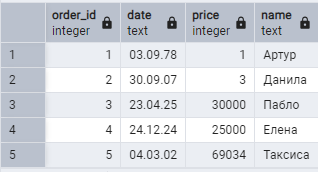 order_id date price name
integer text integer text
1 1 03.09.78 1 Артур
2 2 30.09.07 3 Данила
3 3 23.04.25 30000 Пабло
4 4 24.12.24 25000 Елена
5 5 04.03.02 69034 Таксиса